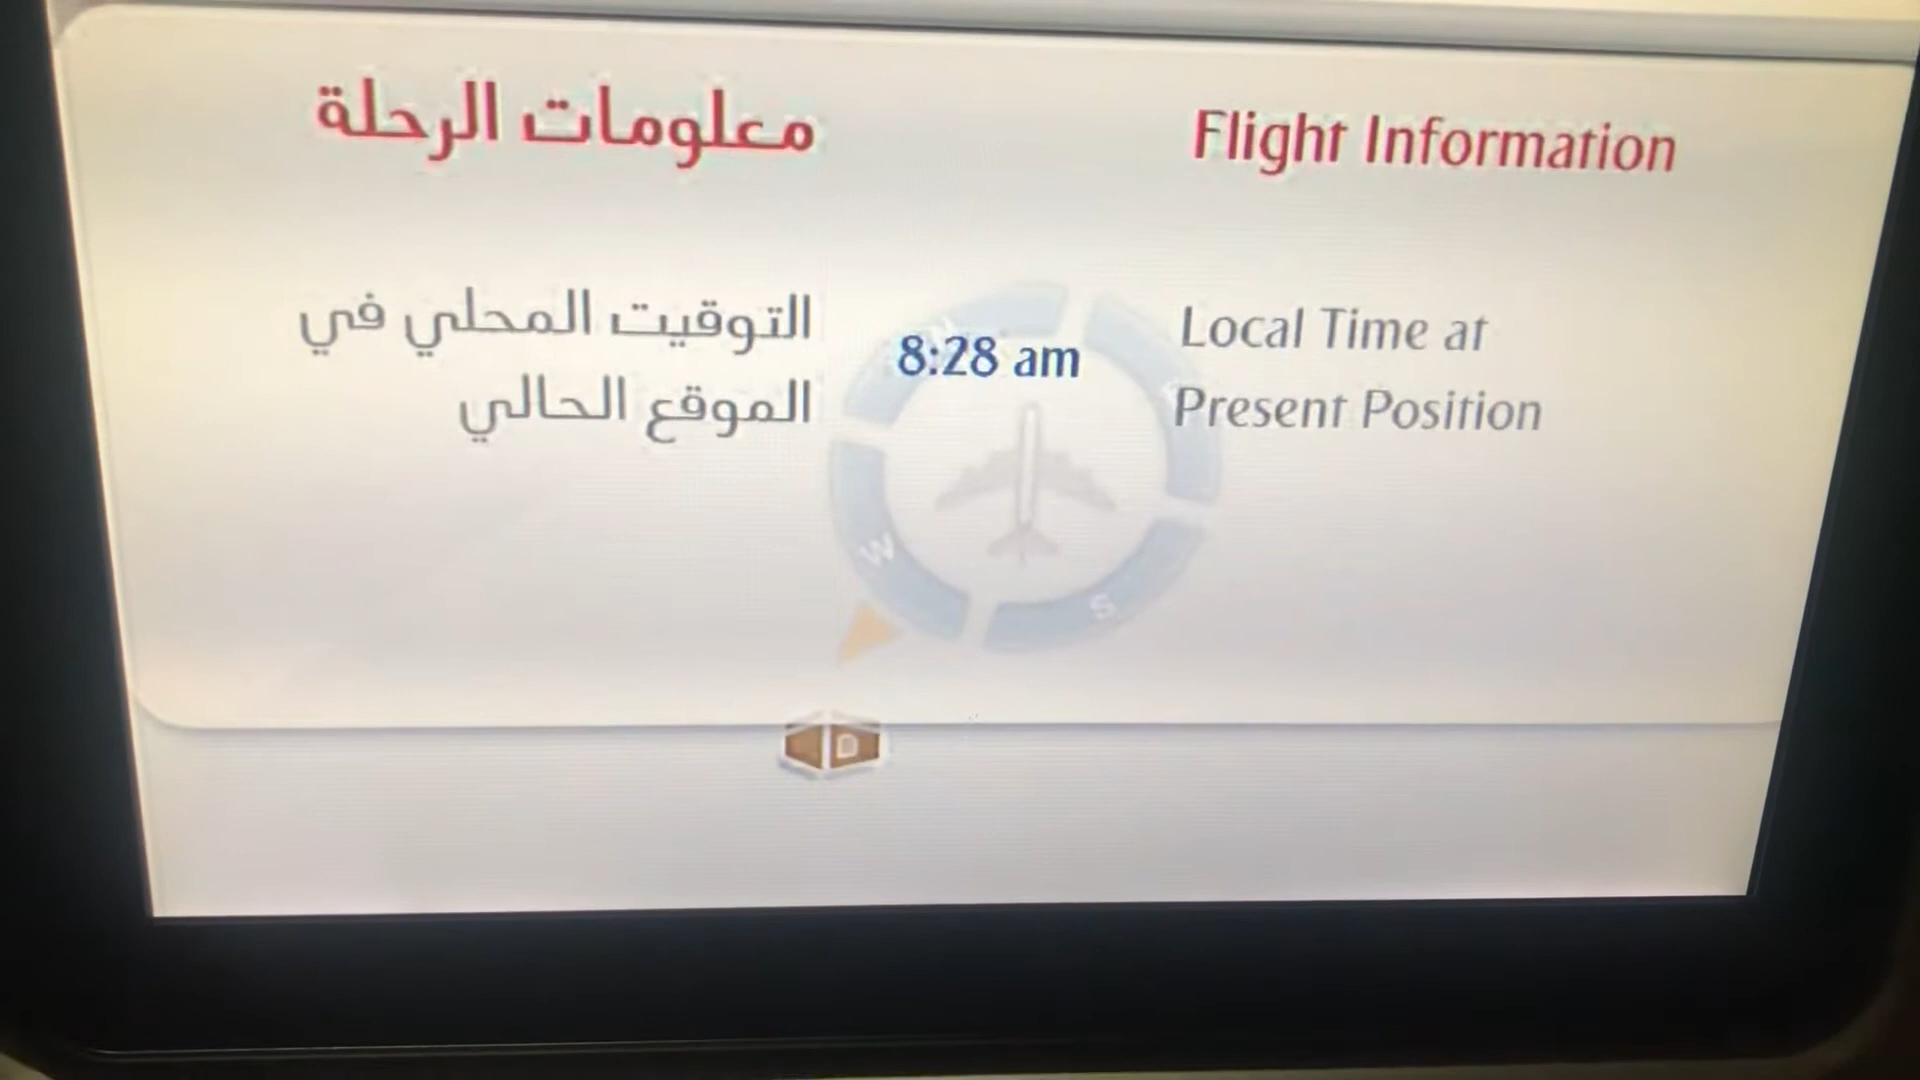 معلومات الرحلة
Flight Information
التوقيت المحلي في
الموقع الحالي
8:28 am
Local Time at
Present Position
W
S
D